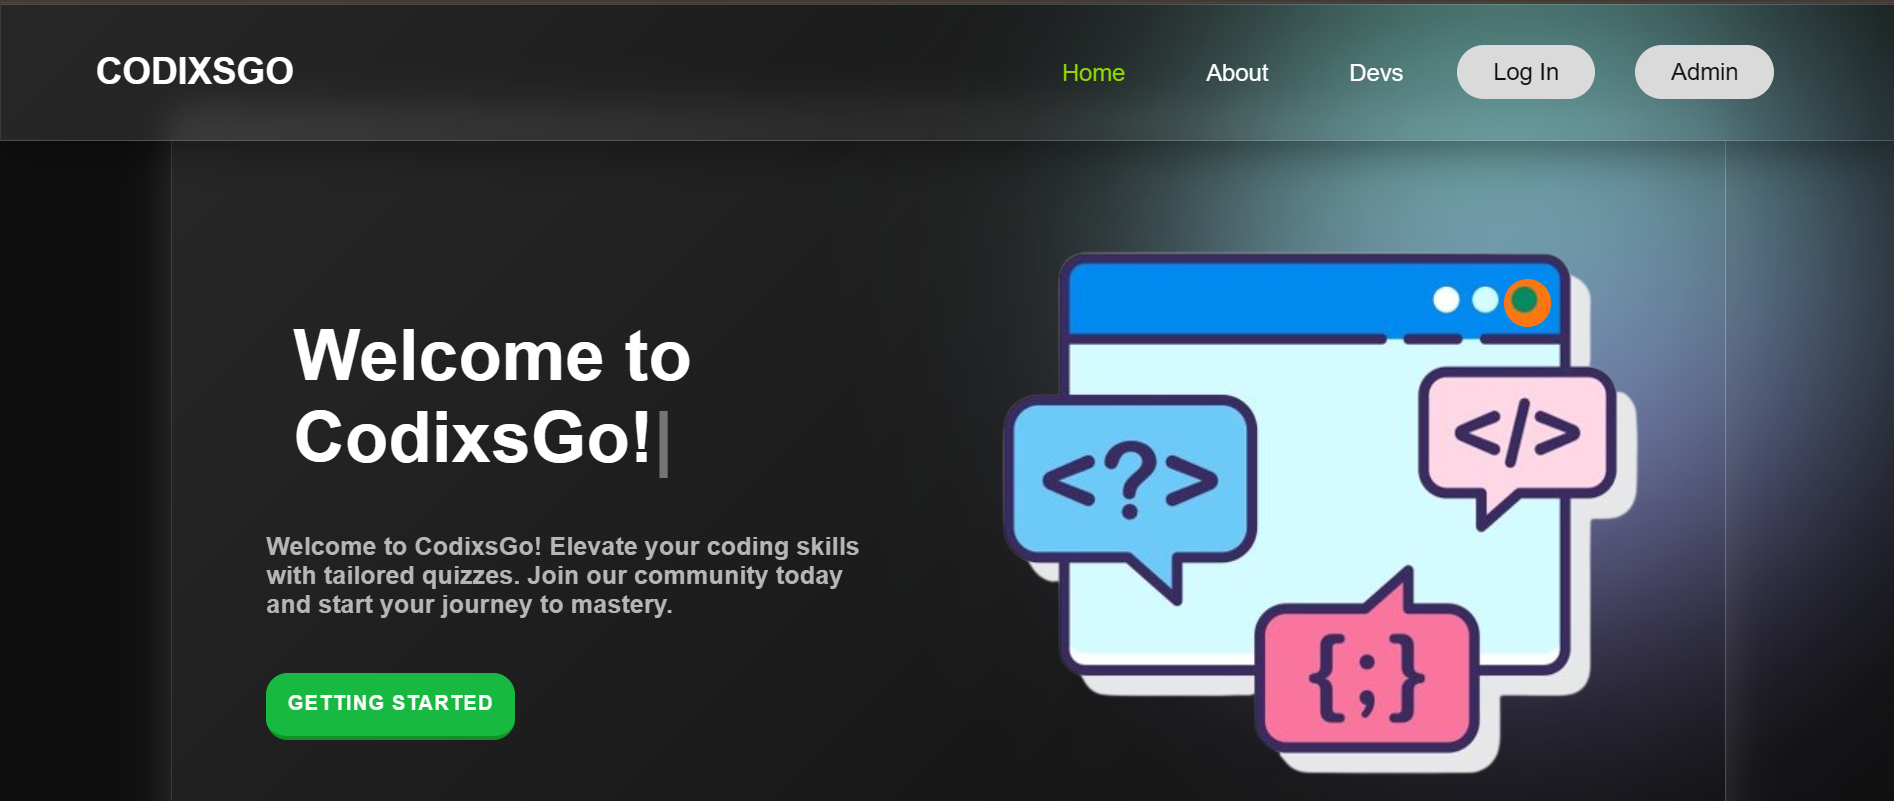 CODIXSGO
Home
About
Devs
Log In
Admin
Welcome to
CodixsGo!|
<?>
</>
{;}
Welcome to CodixsGo! Elevate your coding skills
with tailored quizzes. Join our community today
and start your journey to mastery.
GETTING STARTED